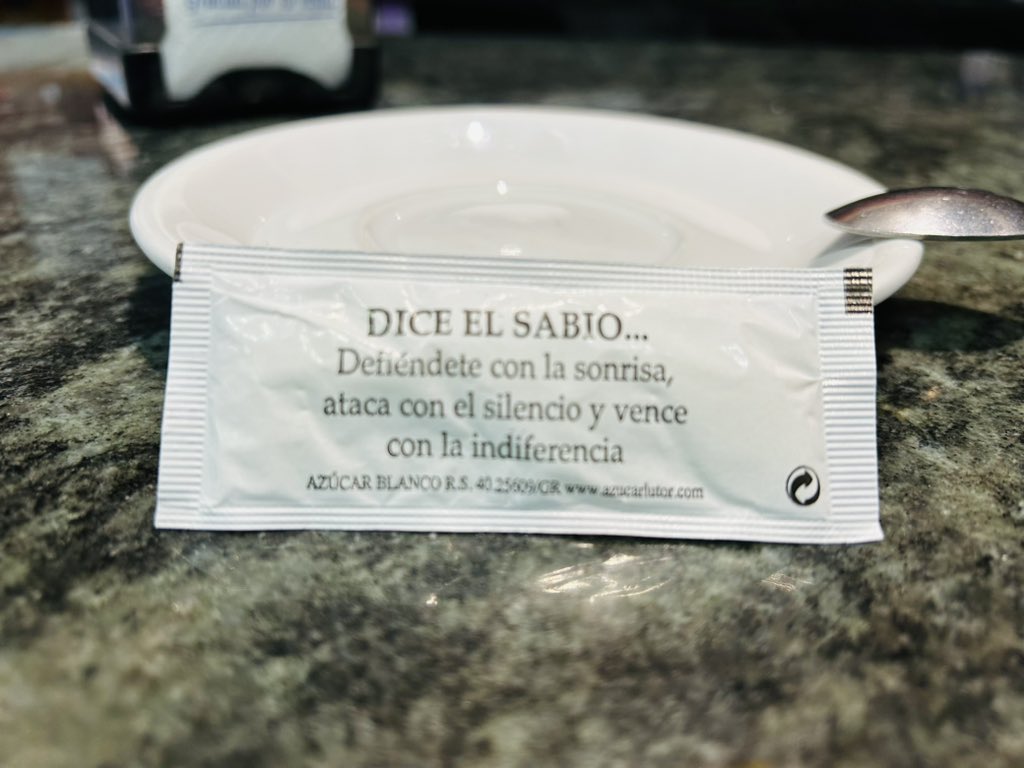 DICE EL SABIO...
Defiéndete con la sonrisa,
ataca con el silencio y vence
con la indiferencia
AZÚCAR BLANCO R.S. 40.25609/GR www.azucarlutor.com